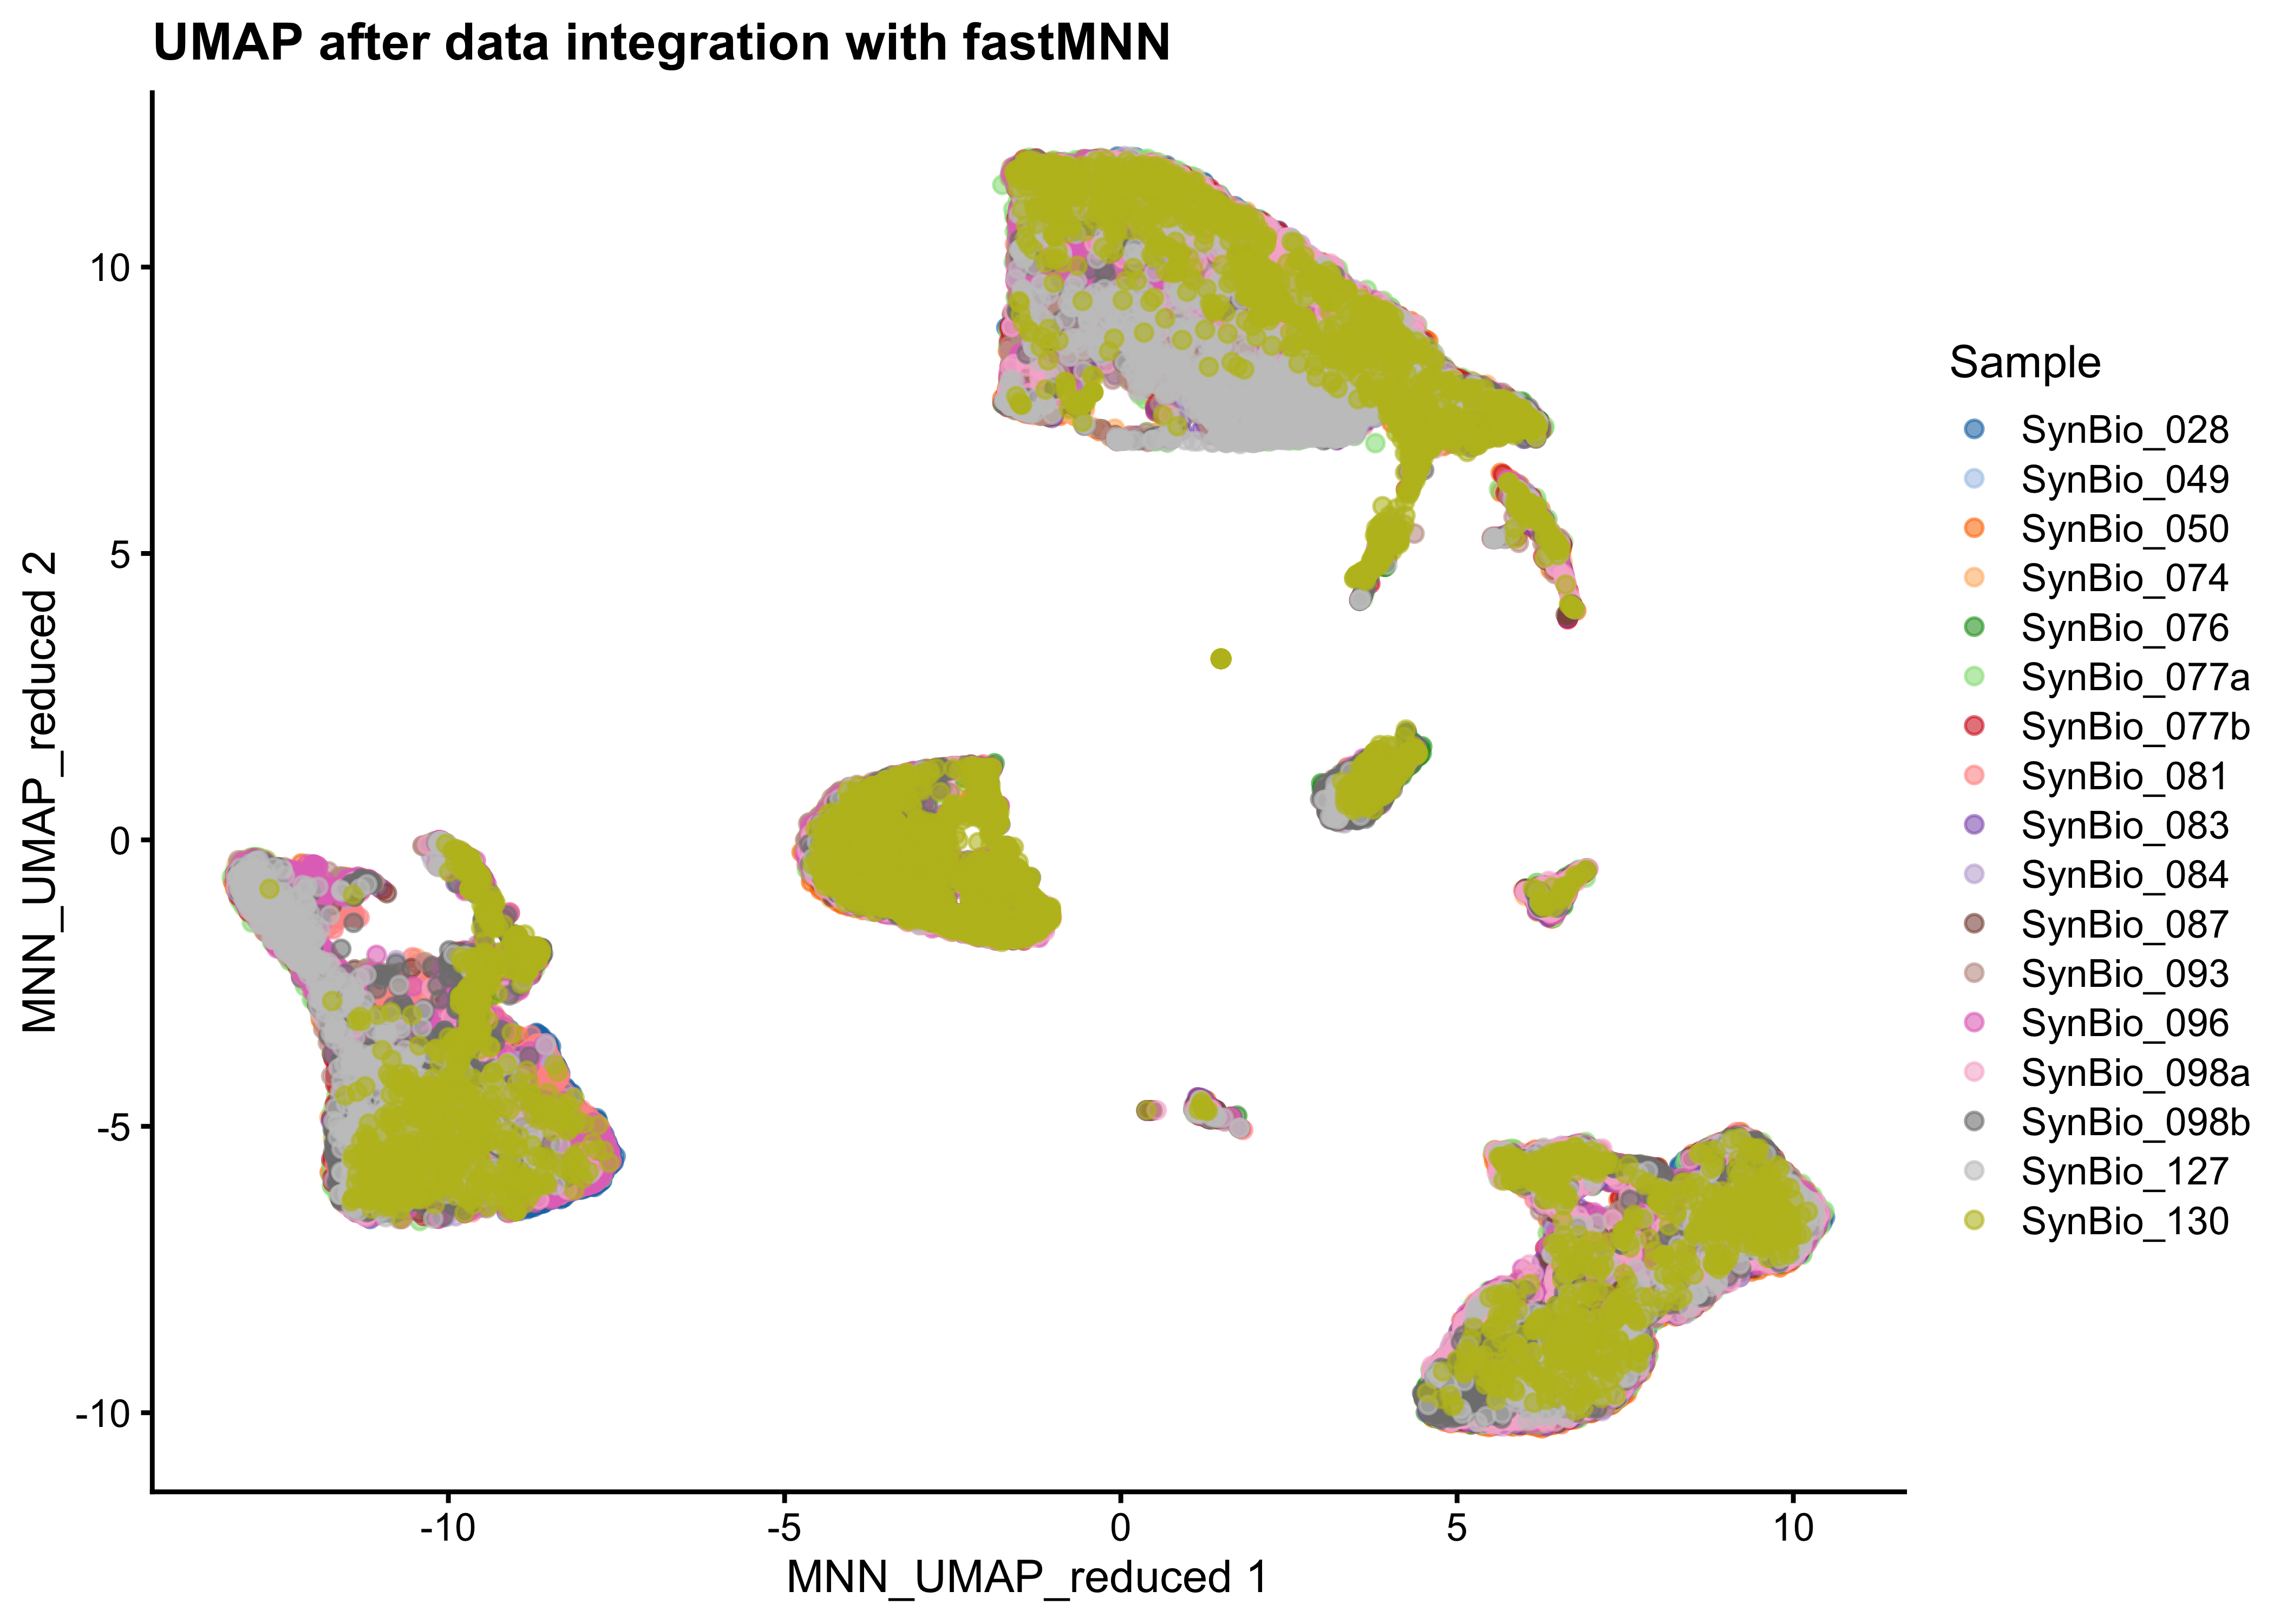 UMAP after data integration with fastMNN
MNN_UMAP_reduced 2
10
5
0
-5
-10
-10
-5
0
5
10
MNN_UMAP_reduced 1
Sample
SynBio_028
SynBio_049
SynBio_050
SynBio_074
SynBio_076
SynBio_077a
SynBio_077b
SynBio_081
SynBio_083
SynBio_084
SynBio_087
SynBio_093
SynBio_096
SynBio_098a
SynBio_098b
SynBio_127
SynBio_130